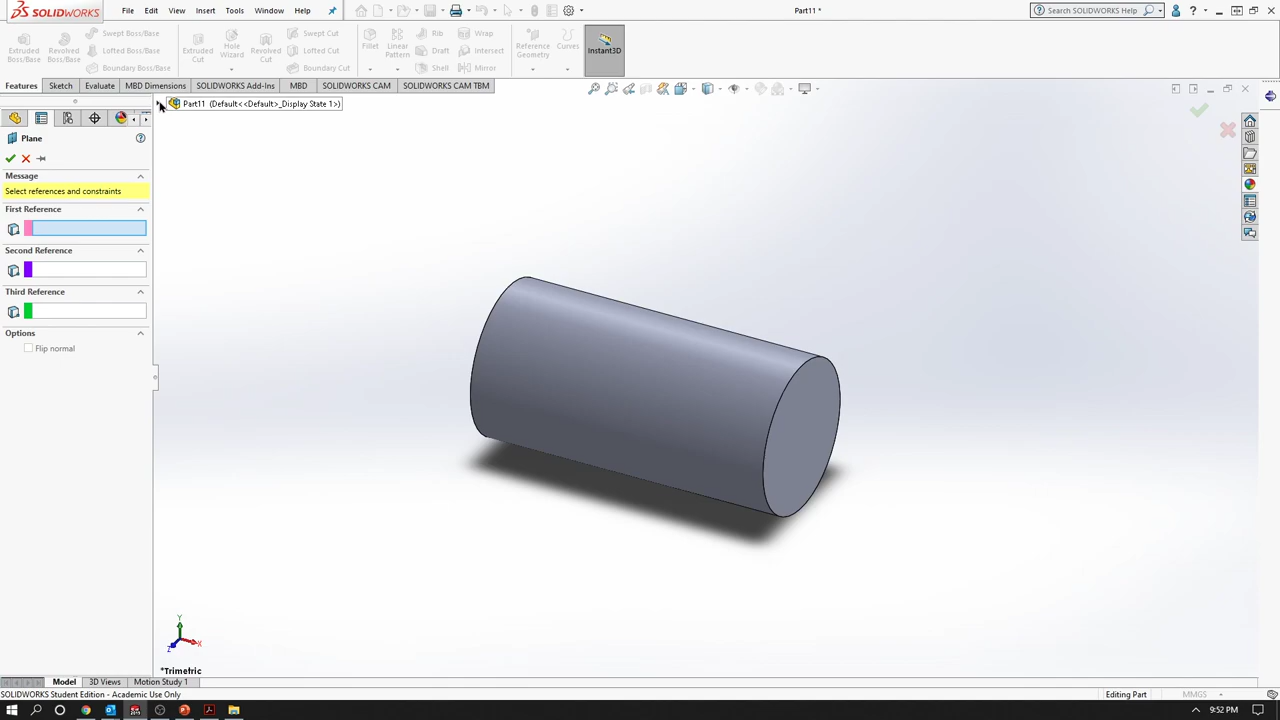 SOLIDWORKS File Edit View Insert Tools Window Help Part11 * Search SOLIDWORKS Help ?
Extruded Boss/Base Revolved Boss/Base Swept Boss/Base Lofted Boss/Base Boundary Boss/Base Extruded Cut Hole Wizard Revolved Cut Swept Cut Lofted Cut Boundary Cut Fillet Linear Pattern Rib Draft Shell Wrap Intersect Mirror Reference Geometry Curves Instant3D
Features Sketch Evaluate MBD Dimensions SOLIDWORKS Add-Ins MBD SOLIDWORKS CAM SOLIDWORKS CAM TBM
Part11 (Default<<Default>_Display State 1>)
Plane
Message
Select references and constraints
First Reference
Second Reference
Third Reference
Options
Flip normal
Y
X
Z
*Trimetric
Model 3D Views Motion Study 1
SOLIDWORKS Student Edition - Academic Use Only Editing Part MMGS
9:52 PM